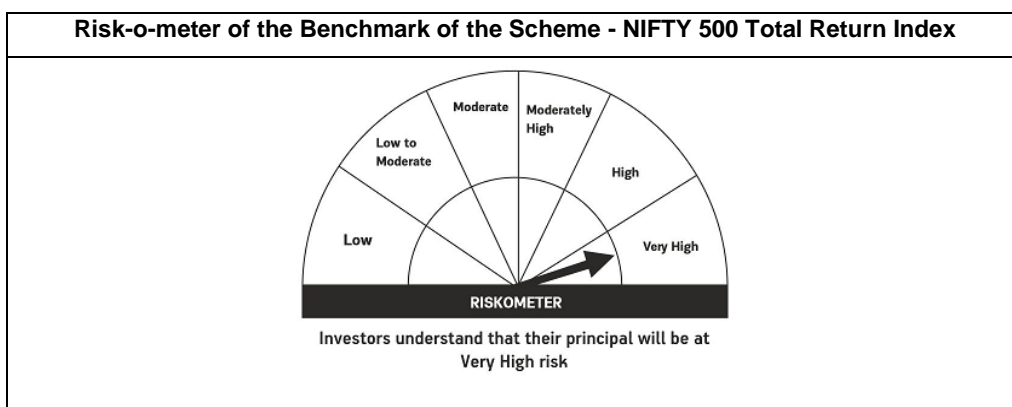 Risk-o-meter of the Benchmark of the Scheme - NIFTY 500 Total Return Index
Moderate
Moderately
High
Low to
Moderate
High
Low
Very High
RISKOMETER
Investors understand that their principal will be at
Very High risk